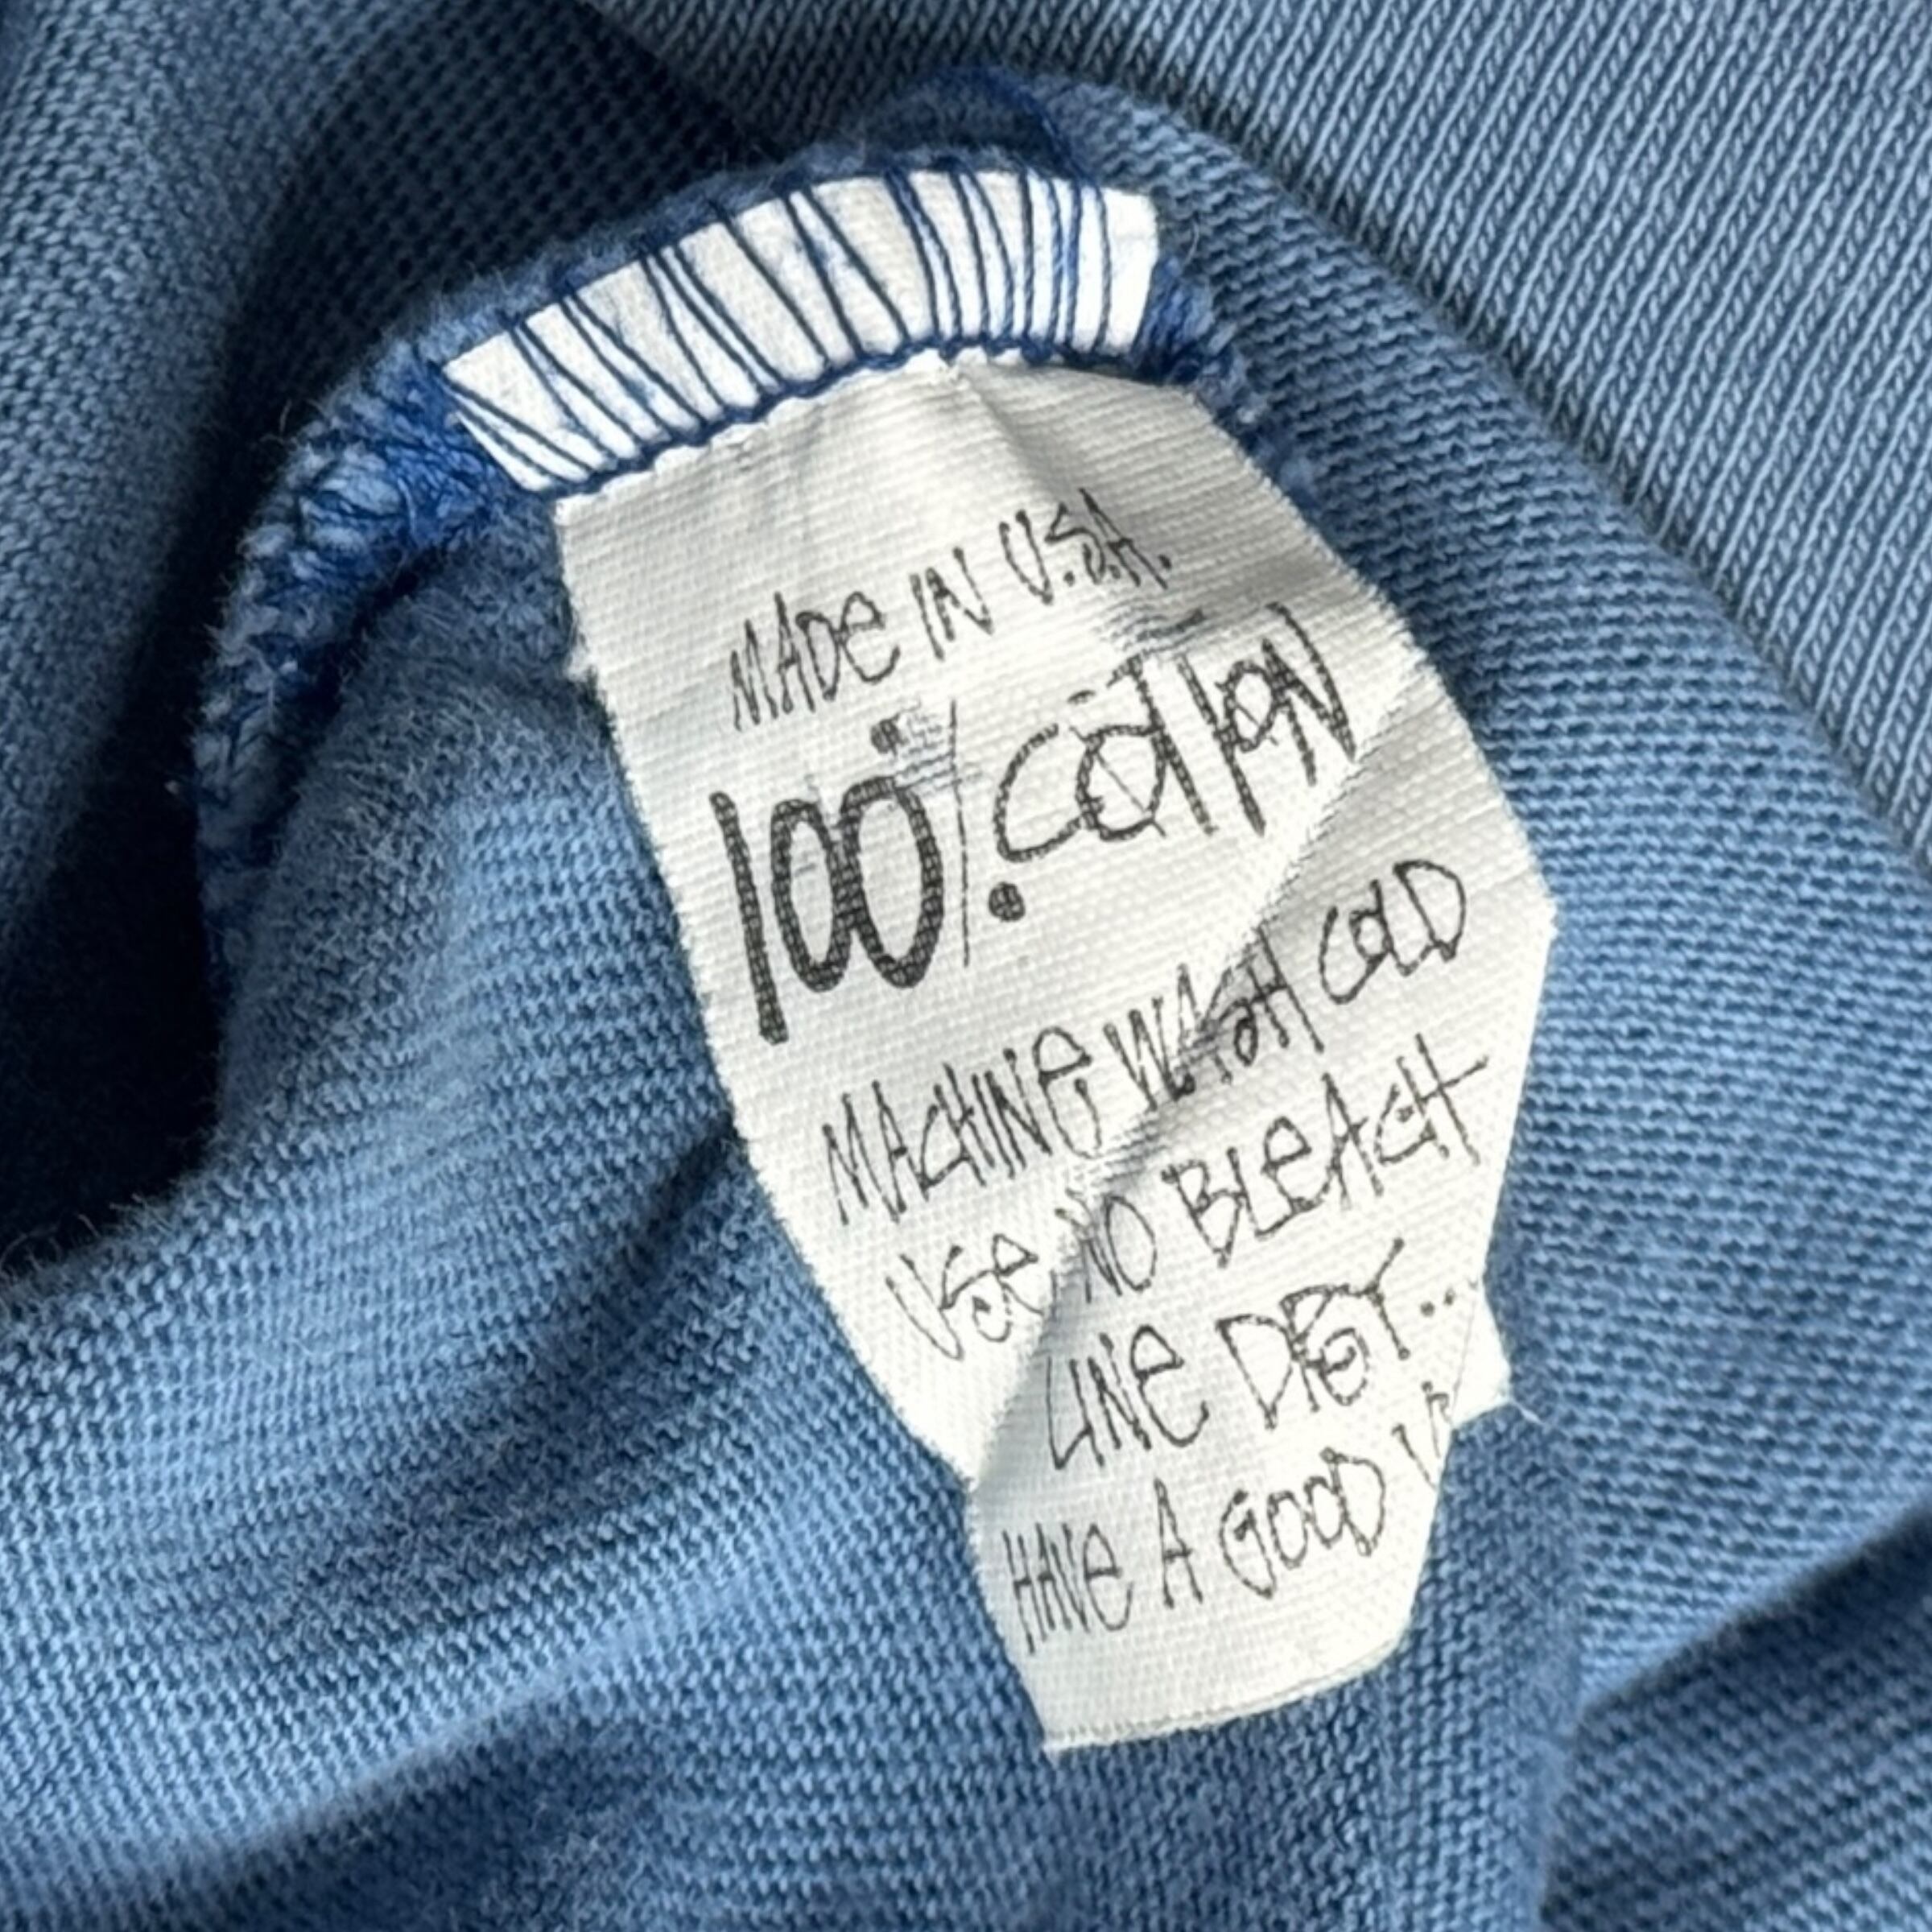 MADE IN U.S.A.
100% COTTON
MACHINE WASH COLD
USE NO BLEACH
LINE DRY...
HAVE A GOOD